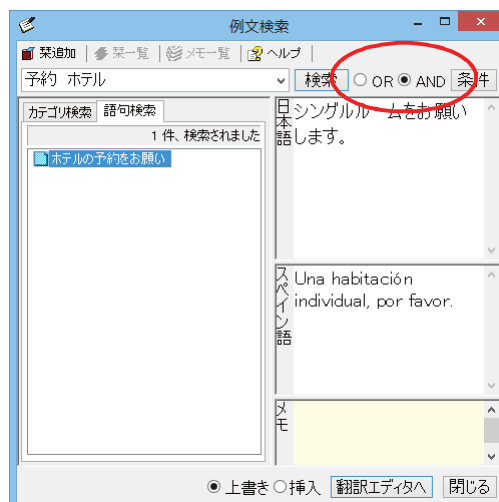 例文検索
栞追加 栞一覧 メモ一覧 ヘルプ
予約 ホテル 検索 OR AND 条件
カテゴリ検索 語句検索
1 件、検索されました
ホテルの予約をお願い
日本語
シングルルームをお願い
します。
スペイン語
Una habitación
individual, por favor.
メモ
上書き 挿入 翻訳エディタへ 閉じる